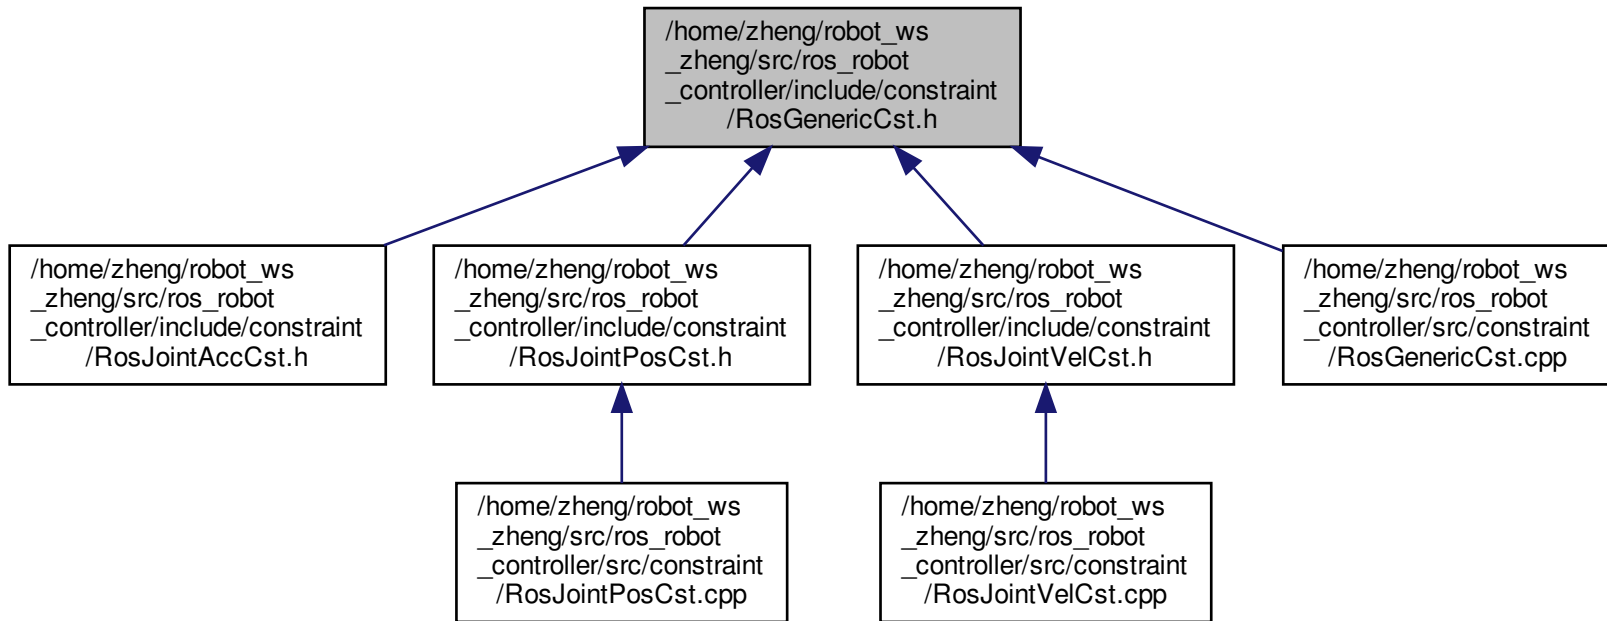 /home/zheng/robot_ws
_zheng/src/ros_robot
_controller/include/constraint
/RosGenericCst.h
/home/zheng/robot_ws
_zheng/src/ros_robot
_controller/include/constraint
/RosJointAccCst.h
/home/zheng/robot_ws
_zheng/src/ros_robot
_controller/include/constraint
/RosJointPosCst.h
/home/zheng/robot_ws
_zheng/src/ros_robot
_controller/include/constraint
/RosJointVelCst.h
/home/zheng/robot_ws
_zheng/src/ros_robot
_controller/src/constraint
/RosGenericCst.cpp
/home/zheng/robot_ws
_zheng/src/ros_robot
_controller/src/constraint
/RosJointPosCst.cpp
/home/zheng/robot_ws
_zheng/src/ros_robot
_controller/src/constraint
/RosJointVelCst.cpp